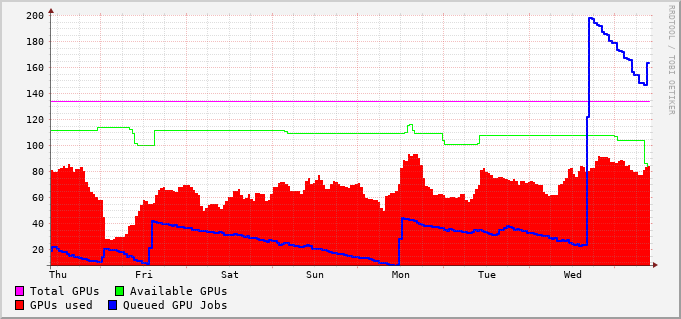 200
180
160
140
120
100
80
60
40
20
Thu Fri Sat Sun Mon Tue Wed
Total GPUs Available GPUs
GPUs used Queued GPU Jobs
RRDTOOL / TOBI OETIKER